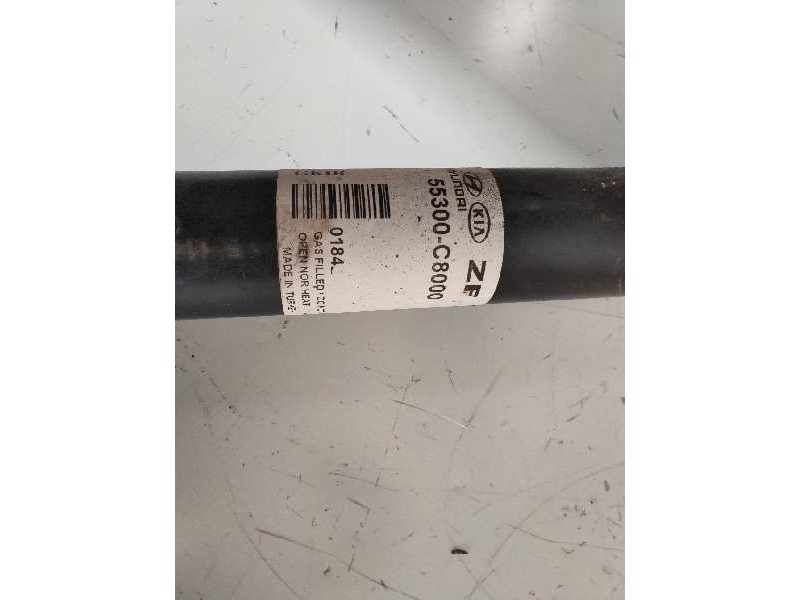 HYUNDAI
KIA
ZF
55300-C8000
0184
GAS FILLED
OPEN NOR HEAT
MADE IN